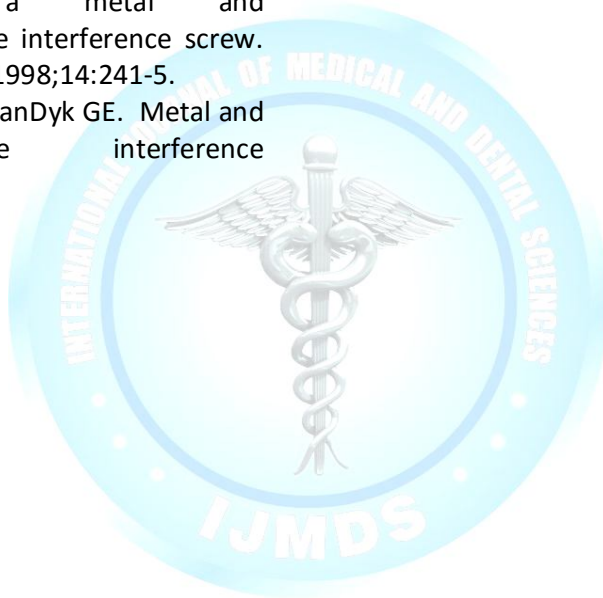 a metal and
e interference screw.
1998;14:241-5.
anDyk GE. Metal and
e interference
INTERNATIONAL JOURNAL OF MEDICAL AND DENTAL SCIENCES
IJMDS